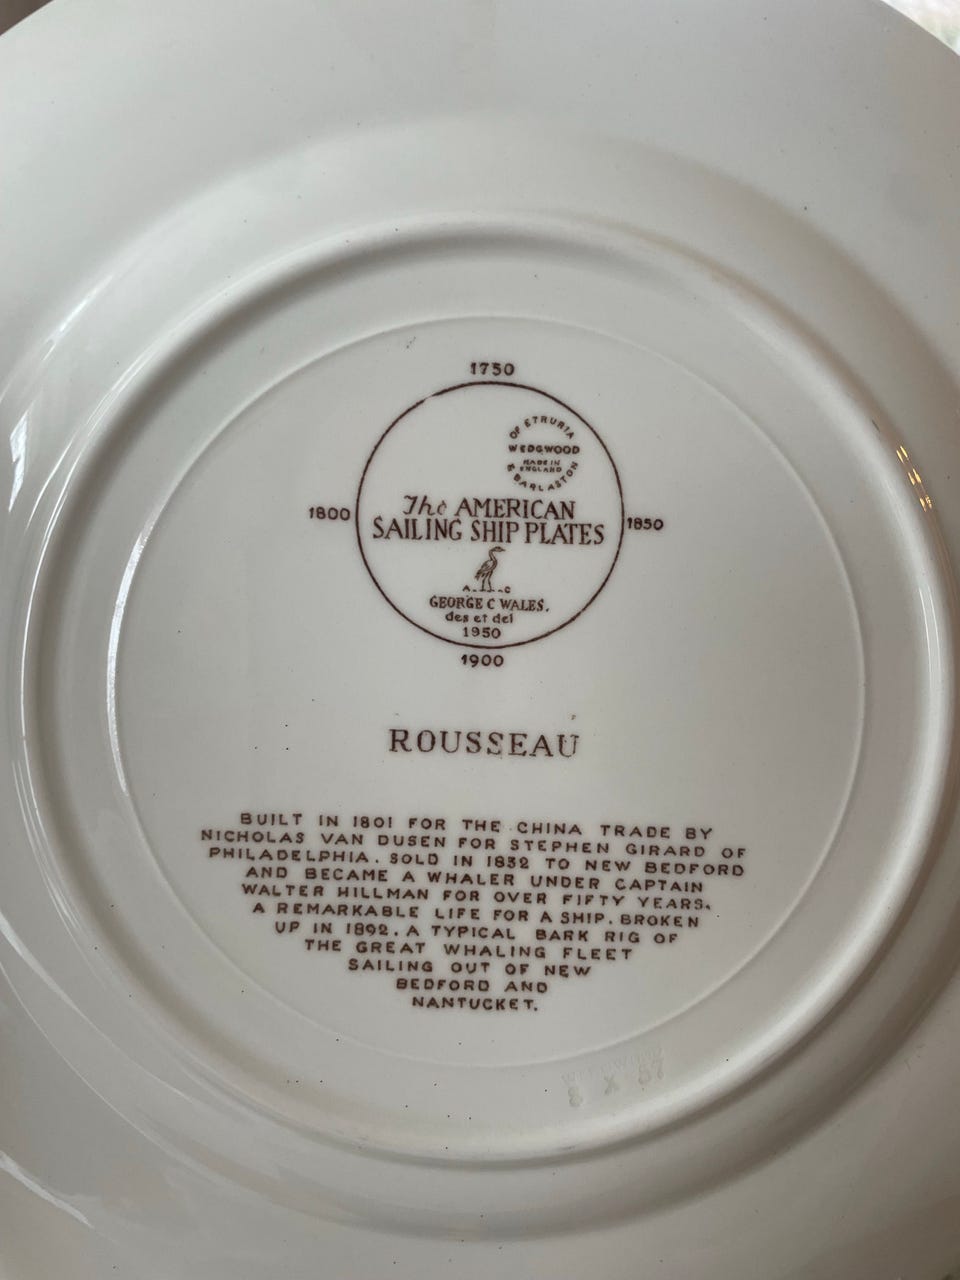 1750
OF ETRURIA
WEDGWOOD
MADE IN
ENGLAND
& BARLASTON
1800
The AMERICAN
SAILING SHIP PLATES
1850
A C
GEORGE C WALES.
des et del
1950
1900
ROUSSEAU
BUILT IN 1801 FOR THE CHINA TRADE BY
NICHOLAS VAN DUSEN FOR STEPHEN GIRARD OF
PHILADELPHIA. SOLD IN 1832 TO NEW BEDFORD
AND BECAME A WHALER UNDER CAPTAIN
WALTER HILLMAN FOR OVER FIFTY YEARS.
A REMARKABLE LIFE FOR A SHIP. BROKEN
UP IN 1892. A TYPICAL BARK RIG OF
THE GREAT WHALING FLEET
SAILING OUT OF NEW
BEDFORD AND
NANTUCKET.